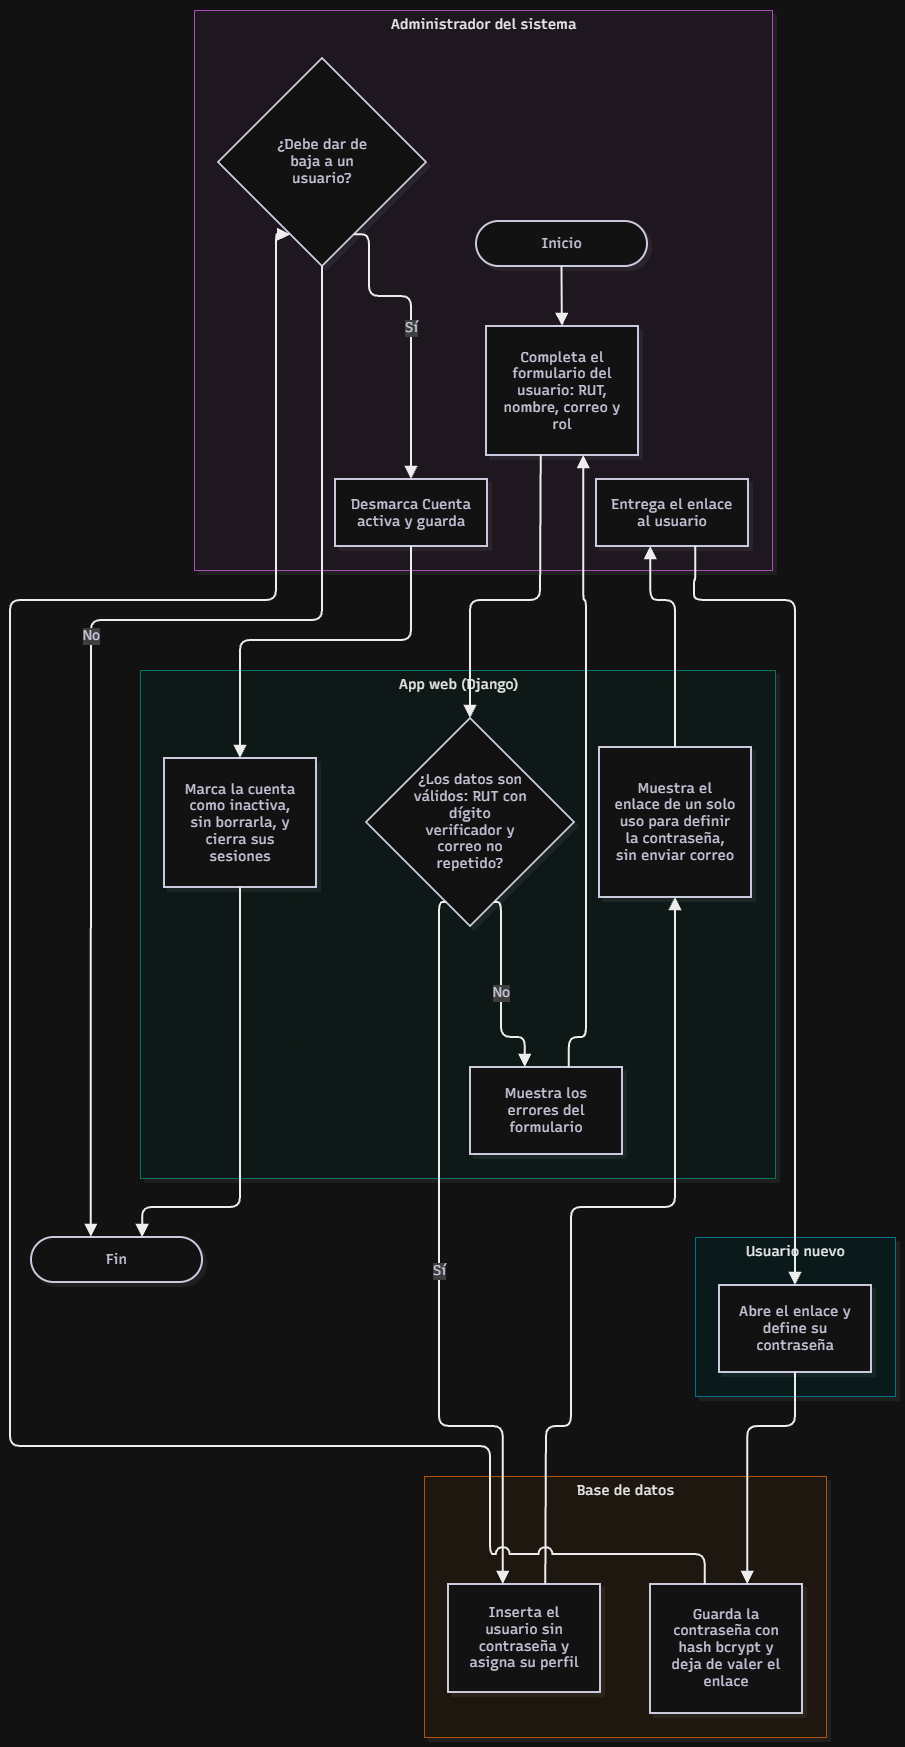 Administrador del sistema
¿Debe dar de
baja a un
usuario?
Inicio
Sí
Completa el
formulario del
usuario: RUT,
nombre, correo y
rol
Desmarca Cuenta
activa y guarda
Entrega el enlace
al usuario
No
App web (Django)
Marca la cuenta
como inactiva,
sin borrarla, y
cierra sus
sesiones
¿Los datos son
válidos: RUT con
dígito
verificador y
correo no
repetido?
Muestra el
enlace de un solo
uso para definir
la contraseña,
sin enviar correo
No
Muestra los
errores del
formulario
Fin
Sí
Usuario nuevo
Abre el enlace y
define su
contraseña
Base de datos
Inserta el
usuario sin
contraseña y
asigna su perfil
Guarda la
contraseña con
hash bcrypt y
deja de valer el
enlace